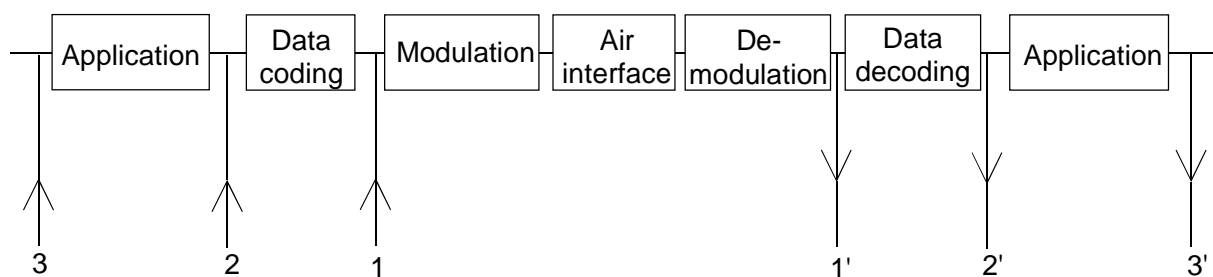 Application
Data
coding
Modulation
Air
interface
De-
modulation
Data
decoding
Application
3
2
1
1'
2'
3'